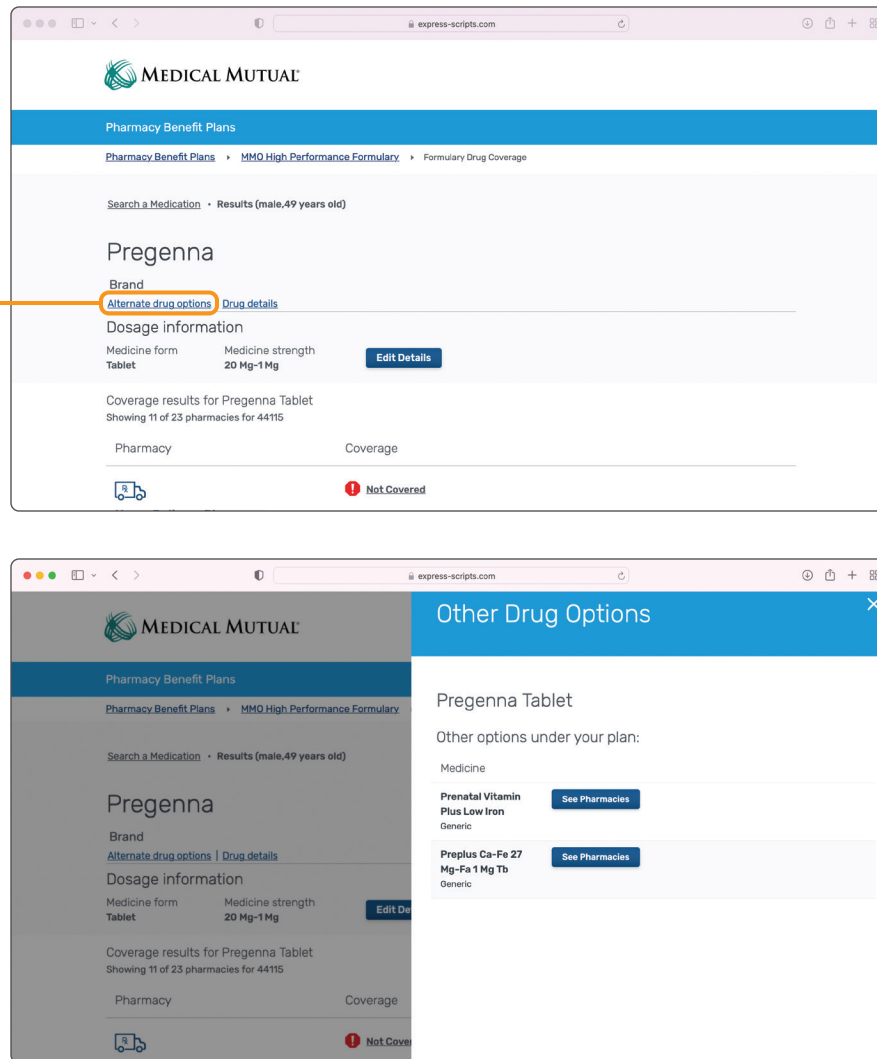 express-scripts.com
MEDICAL MUTUAL®
Pharmacy Benefit Plans
Pharmacy Benefit Plans MMO High Performance Formulary Formulary Drug Coverage
Search a Medication • Results (male,49 years old)
Pregenna
Brand
Alternate drug options Drug details
Dosage information
Medicine form Medicine strength
Tablet 20 Mg-1 Mg Edit Details
Coverage results for Pregenna Tablet
Showing 11 of 23 pharmacies for 44115
Pharmacy Coverage
Not Covered
express-scripts.com
MEDICAL MUTUAL® Other Drug Options
Pharmacy Benefit Plans
Pharmacy Benefit Plans MMO High Performance Formulary Pregenna Tablet
Other options under your plan:
Search a Medication • Results (male,49 years old)
Medicine
Pregenna Prenatal Vitamin See Pharmacies
Plus Low Iron
Generic
Brand
Alternate drug options | Drug details Preplus Ca-Fe 27 See Pharmacies
Dosage information Mg-Fa 1 Mg Tb
Generic
Medicine form Medicine strength
Tablet 20 Mg-1 Mg Edit De
Coverage results for Pregenna Tablet
Showing 11 of 23 pharmacies for 44115
Pharmacy Coverage
Not Cove